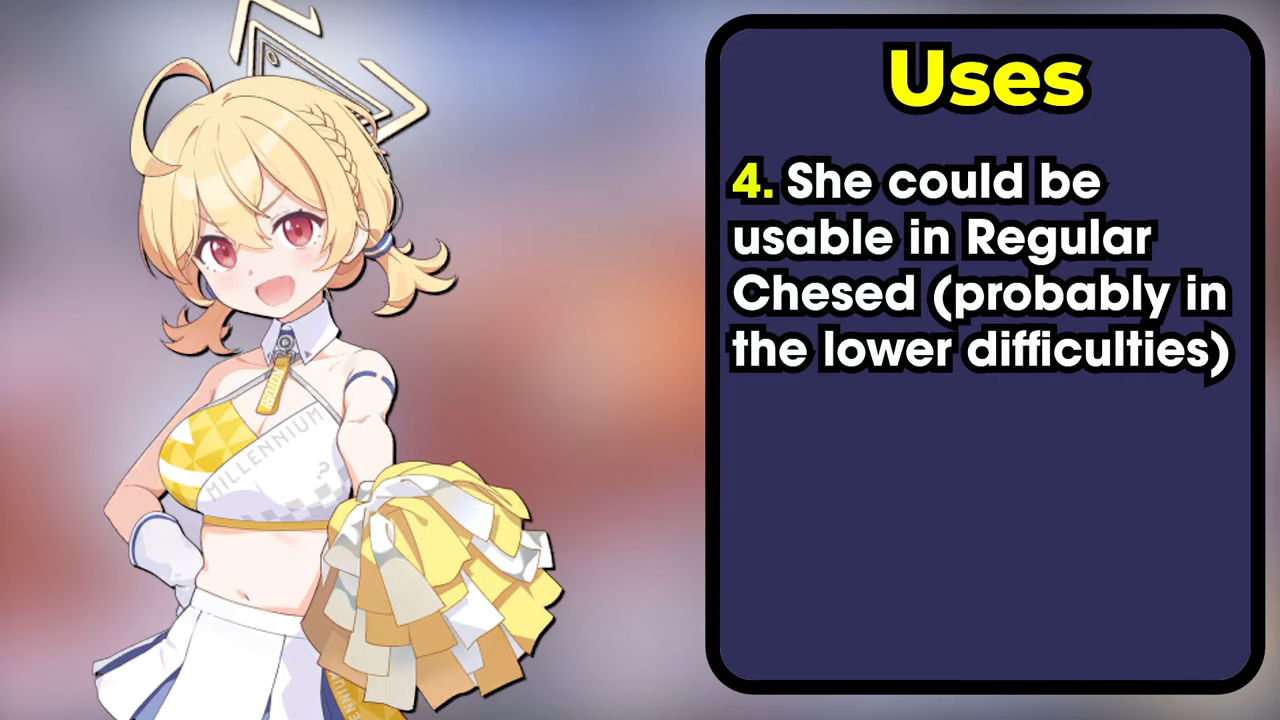 Uses
4. She could be
usable in Regular
Chesed (probably in
the lower difficulties)
MILLENNIUM